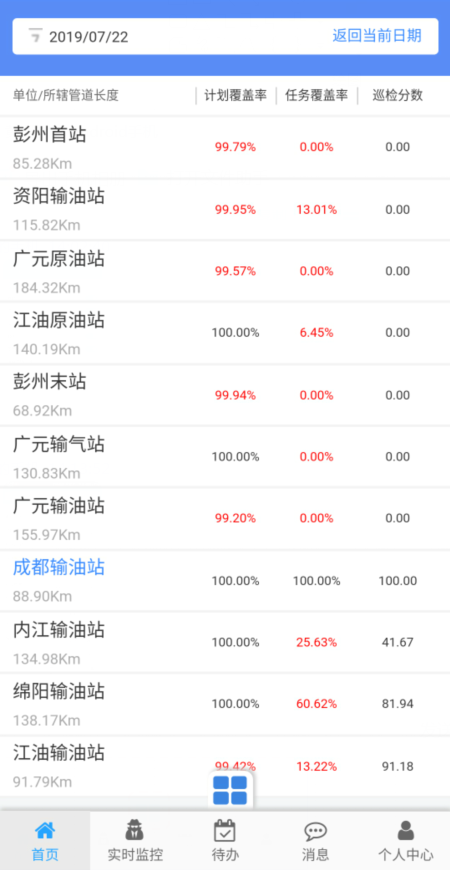 2019/07/22 返回当前日期
单位/所辖管道长度 计划覆盖率 任务覆盖率 巡检分数
彭州首站
99.79% 0.00% 0.00
85.28Km
资阳输油站
99.95% 13.01% 0.00
115.82Km
广元原油站
99.57% 0.00% 0.00
184.32Km
江油原油站
100.00% 6.45% 0.00
140.19Km
彭州末站
99.94% 0.00% 0.00
68.92Km
广元输气站
100.00% 0.00% 0.00
130.83Km
广元输油站
99.20% 0.00% 0.00
155.97Km
成都输油站
100.00% 100.00% 100.00
88.90Km
内江输油站
100.00% 25.63% 41.67
134.98Km
绵阳输油站
100.00% 60.62% 81.94
138.17Km
江油输油站
99.42% 13.22% 91.18
91.79Km
首页 实时监控 待办 消息 个人中心